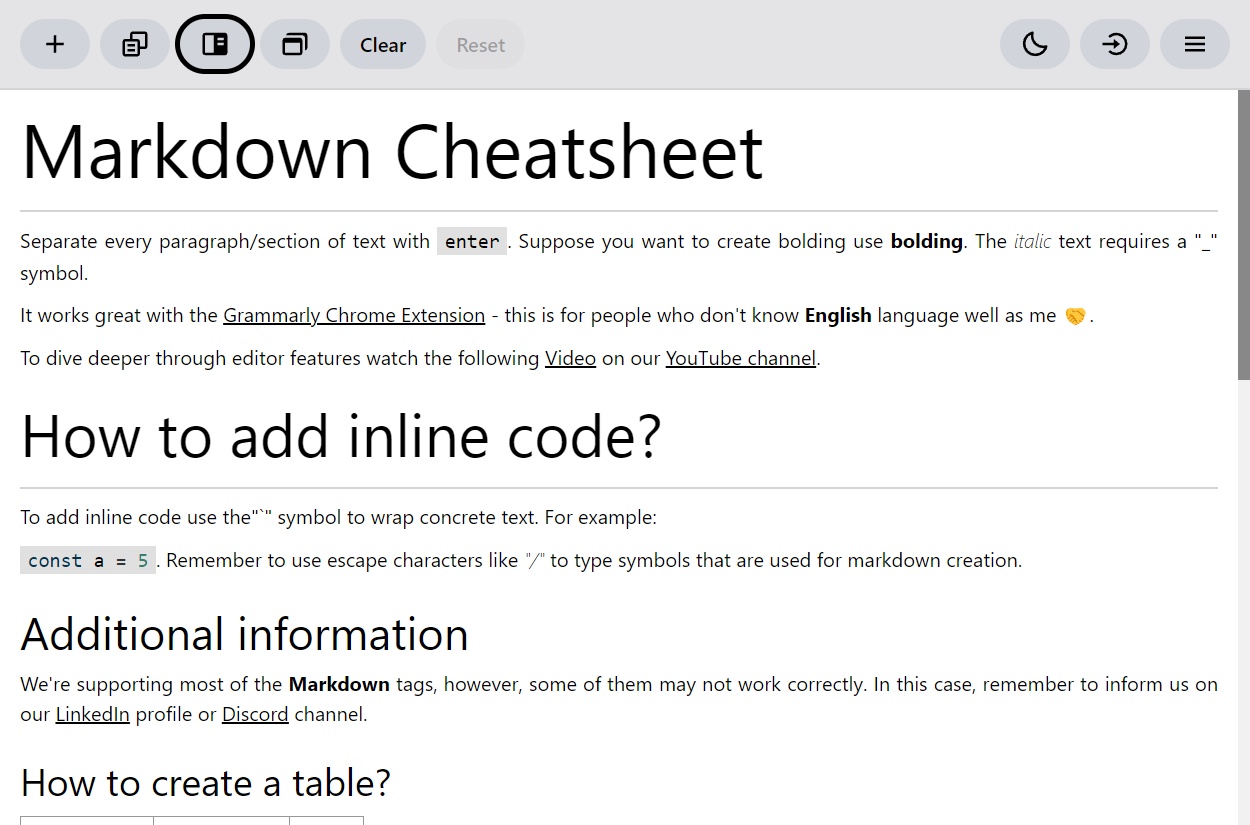 Clear
Reset
Markdown Cheatsheet
Separate every paragraph/section of text with enter. Suppose you want to create bolding use bolding. The italic text requires a "_"
symbol.
It works great with the Grammarly Chrome Extension - this is for people who don't know English language well as me 🤝.
To dive deeper through editor features watch the following Video on our YouTube channel.
How to add inline code?
To add inline code use the"`" symbol to wrap concrete text. For example:
const a = 5. Remember to use escape characters like "/" to type symbols that are used for markdown creation.
Additional information
We're supporting most of the Markdown tags, however, some of them may not work correctly. In this case, remember to inform us on
our LinkedIn profile or Discord channel.
How to create a table?